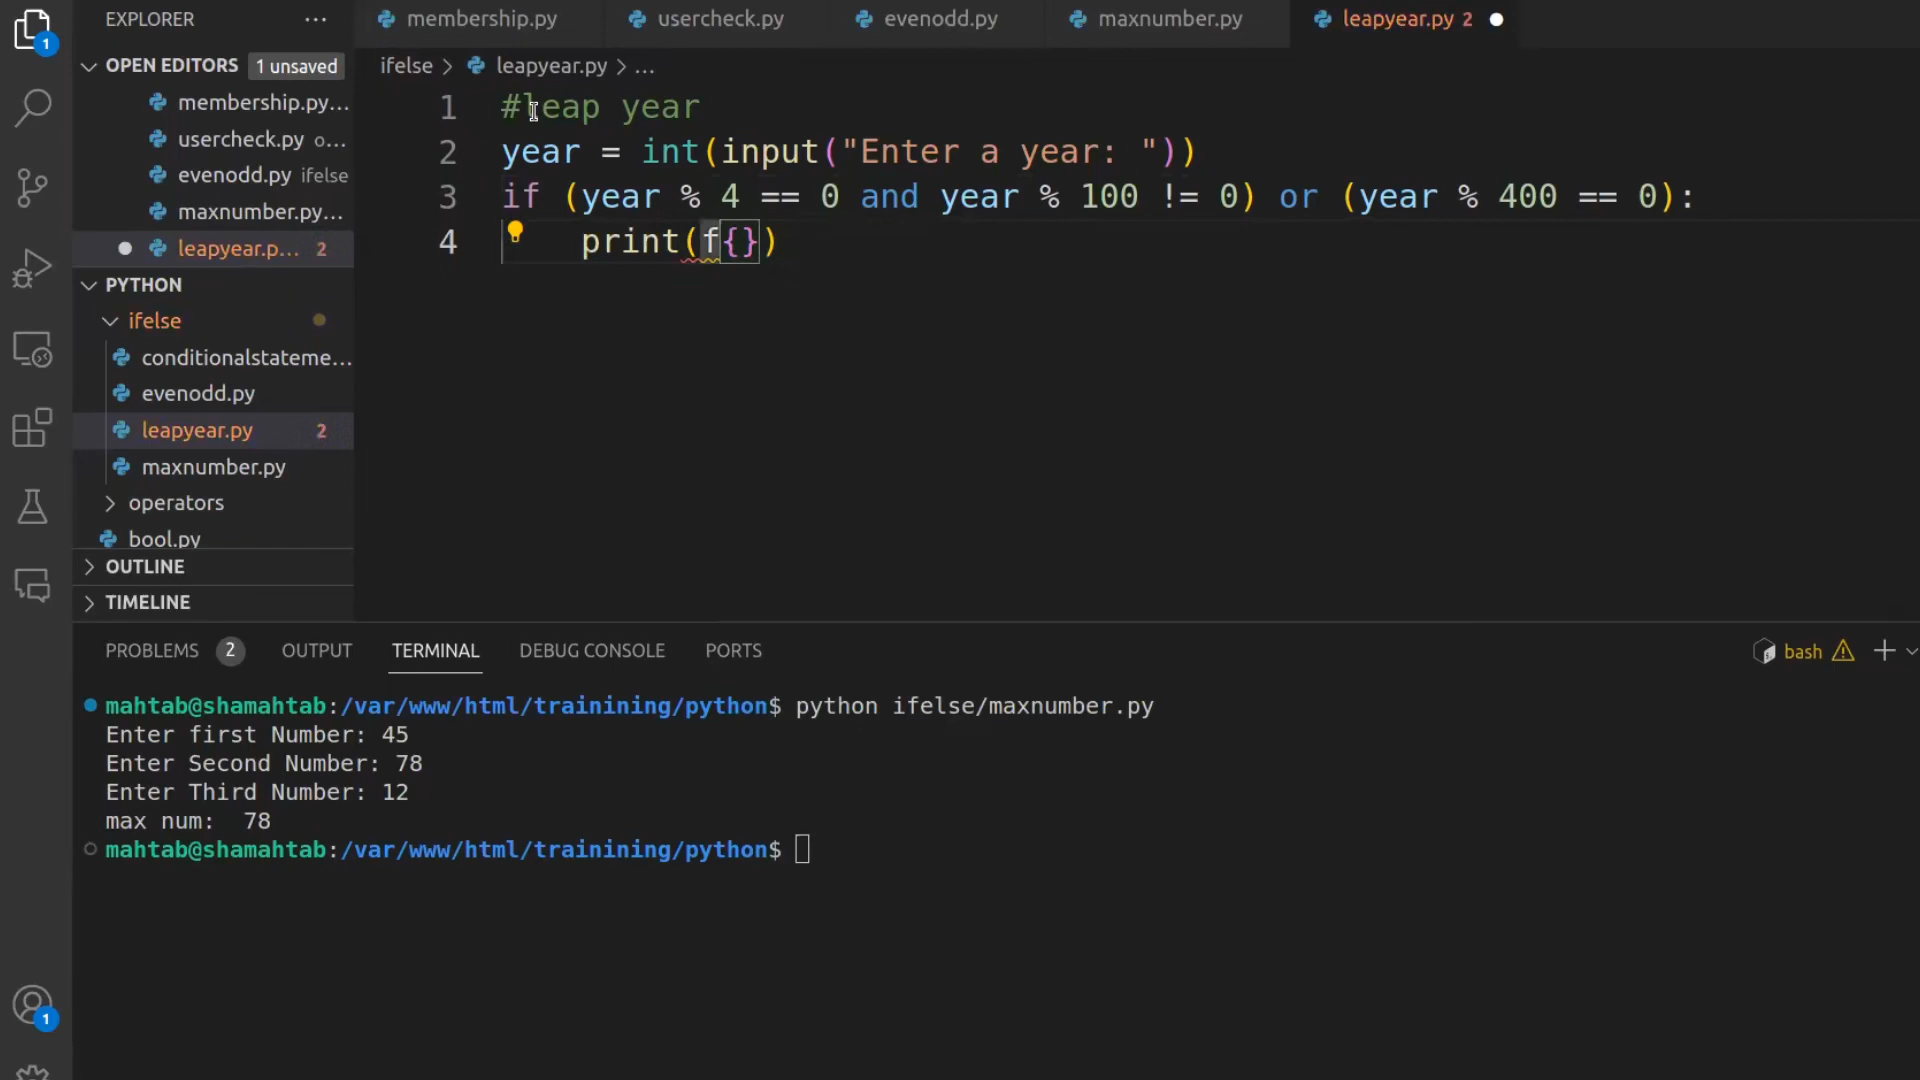 EXPLORER ...
OPEN EDITORS 1 unsaved
membership.py...
usercheck.py o...
evenodd.py ifelse
maxnumber.py...
leapyear.p... 2
PYTHON
ifelse
conditionalstateme...
evenodd.py
leapyear.py 2
maxnumber.py
operators
bool.py
OUTLINE
TIMELINE
1
1
membership.py usercheck.py evenodd.py maxnumber.py leapyear.py 2
ifelse > leapyear.py > ...
1 #leap year
2 year = int(input("Enter a year: "))
3 if (year % 4 == 0 and year % 100 != 0) or (year % 400 == 0):
4 print(f{})
PROBLEMS 2 OUTPUT TERMINAL DEBUG CONSOLE PORTS bash
mahtab@shamahtab:/var/www/html/trainining/python$ python ifelse/maxnumber.py
Enter first Number: 45
Enter Second Number: 78
Enter Third Number: 12
max num:  78
mahtab@shamahtab:/var/www/html/trainining/python$